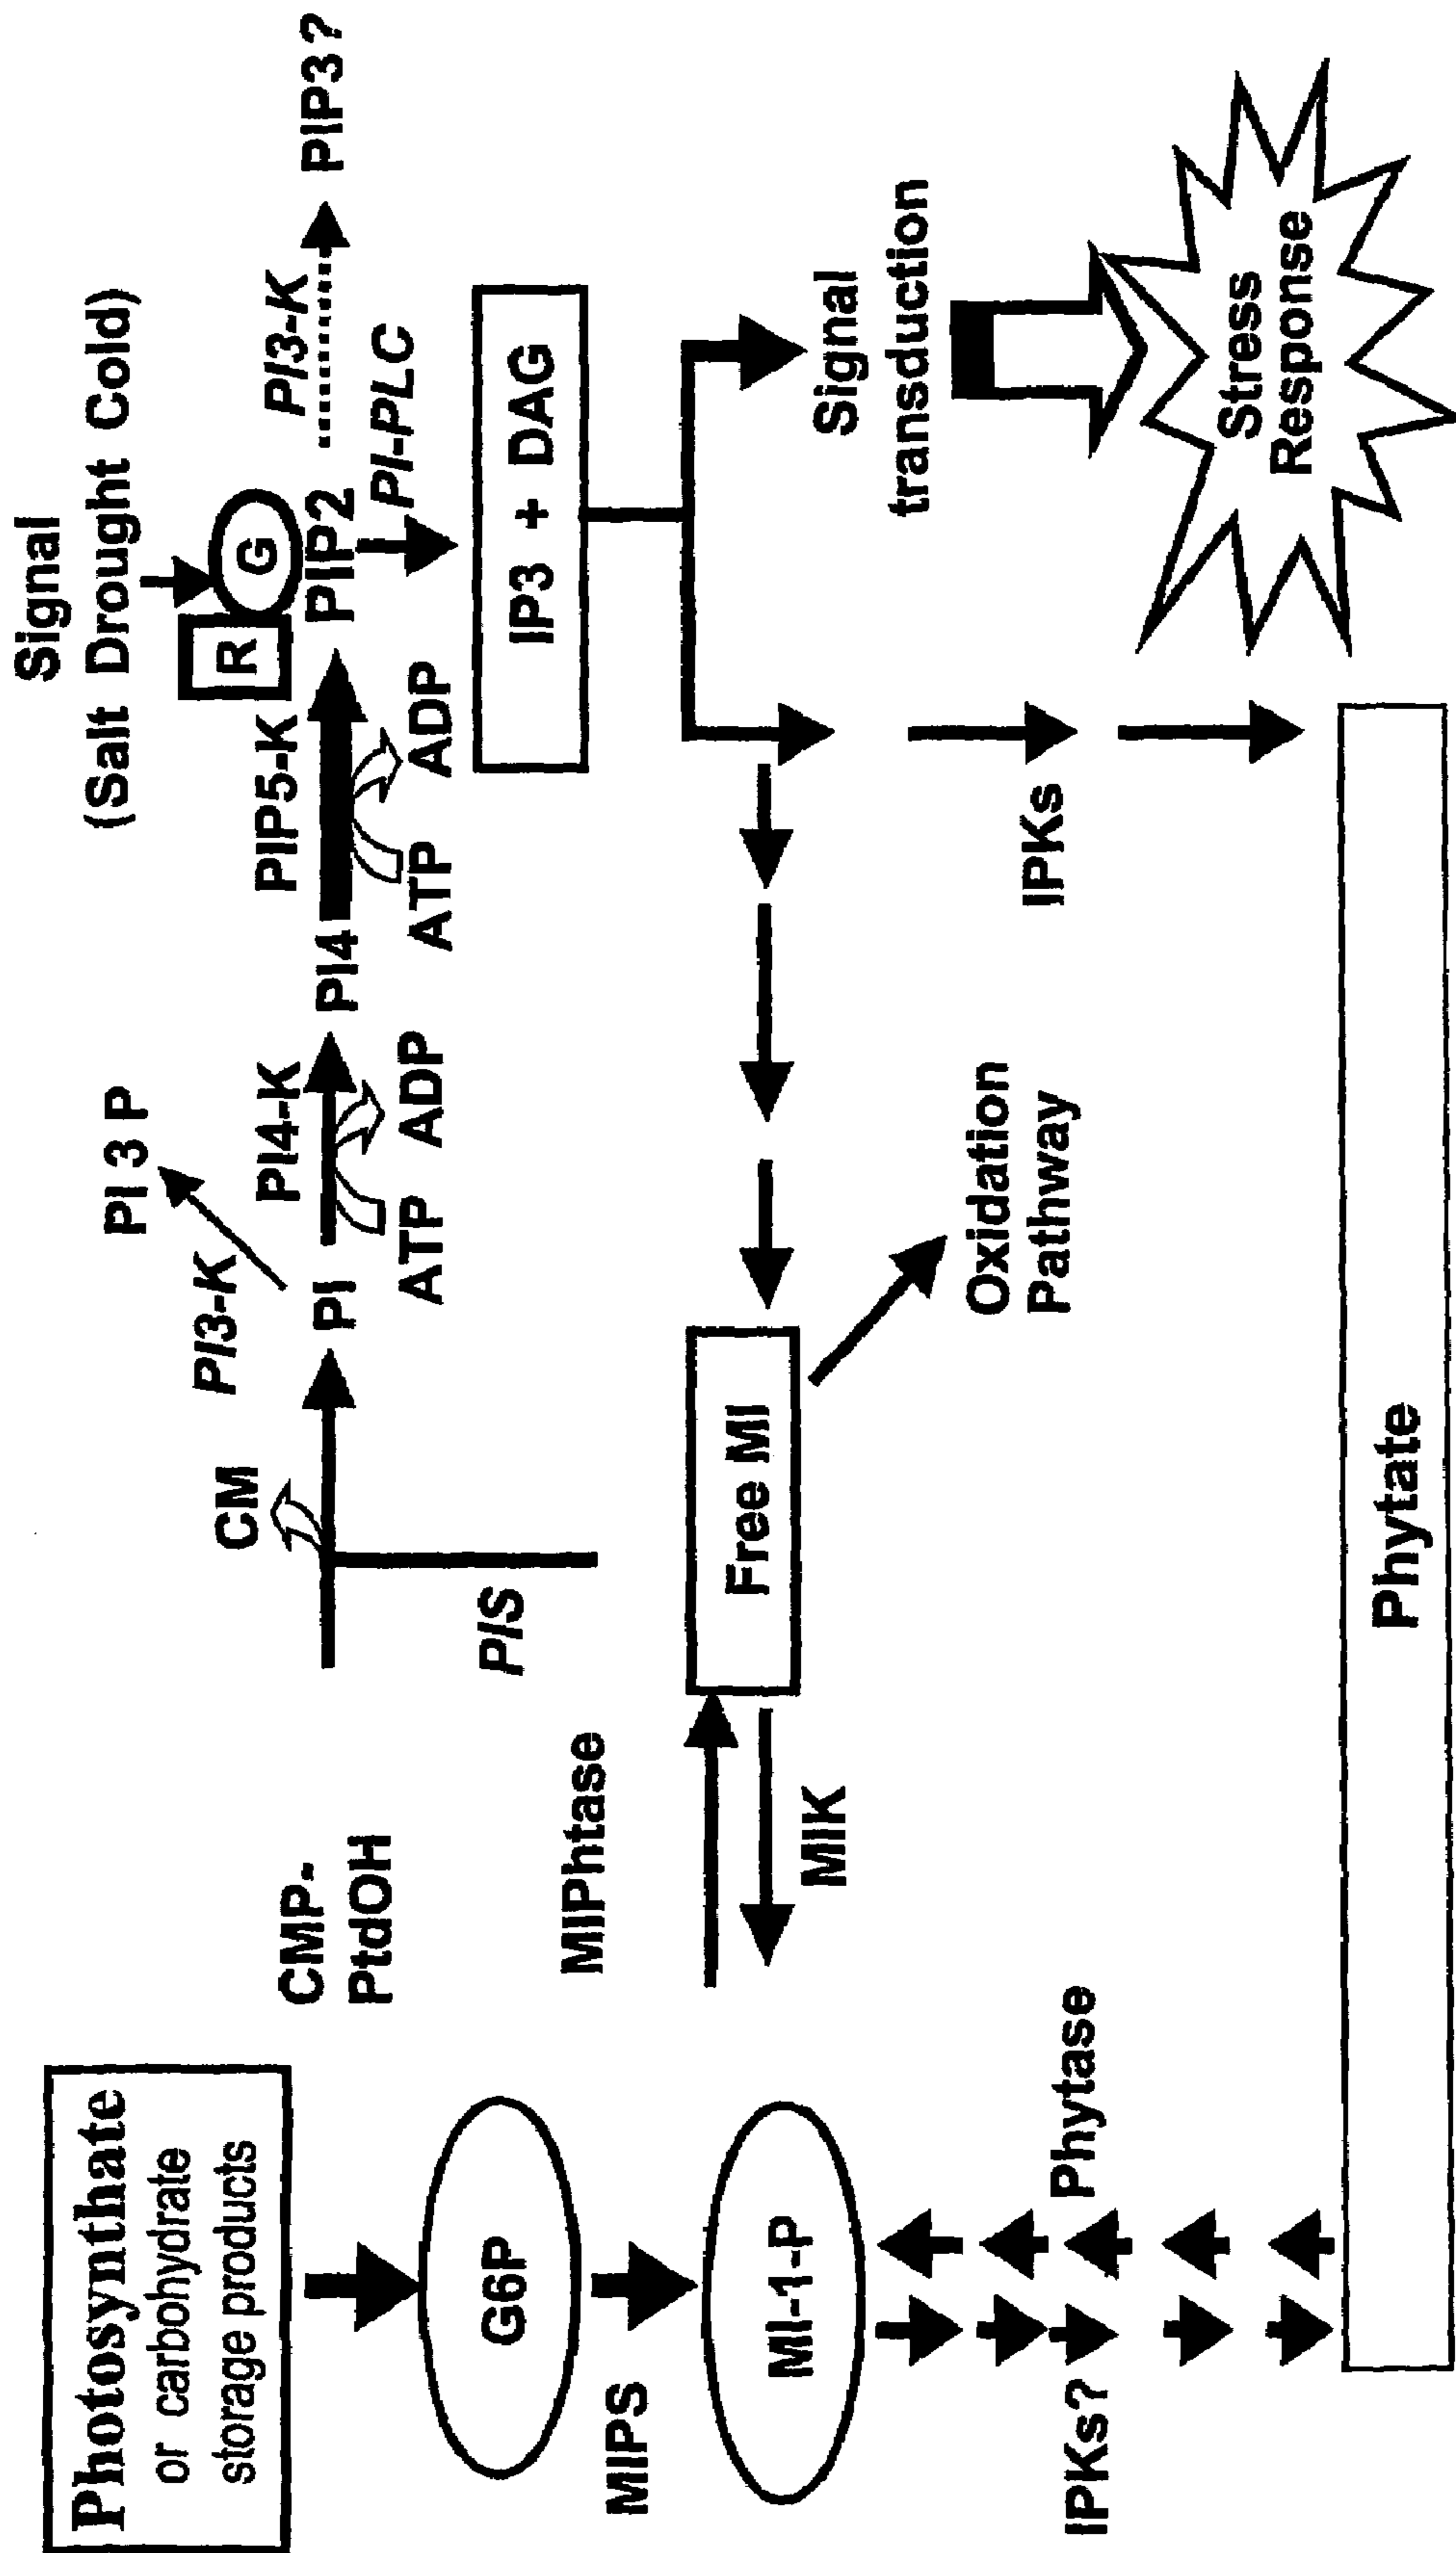 Photosynthate
or carbohydrate
storage products
G6P
MIPS
MI-1-P
IPKs?
Phytase
CMP-
PtdOH
MIPhtase
MIK
CM
PIS
PI
PI3-K
PI 3 P
PI4-K
ATP ADP
PI4
PIP5-K
ATP ADP
Signal
(Salt Drought Cold)
R
G
PIP2
PI3-K
PIP3?
PI-PLC
IP3 + DAG
Free MI
Oxidation
Pathway
IPKs
Signal
transduction
Stress
Response
Phytate